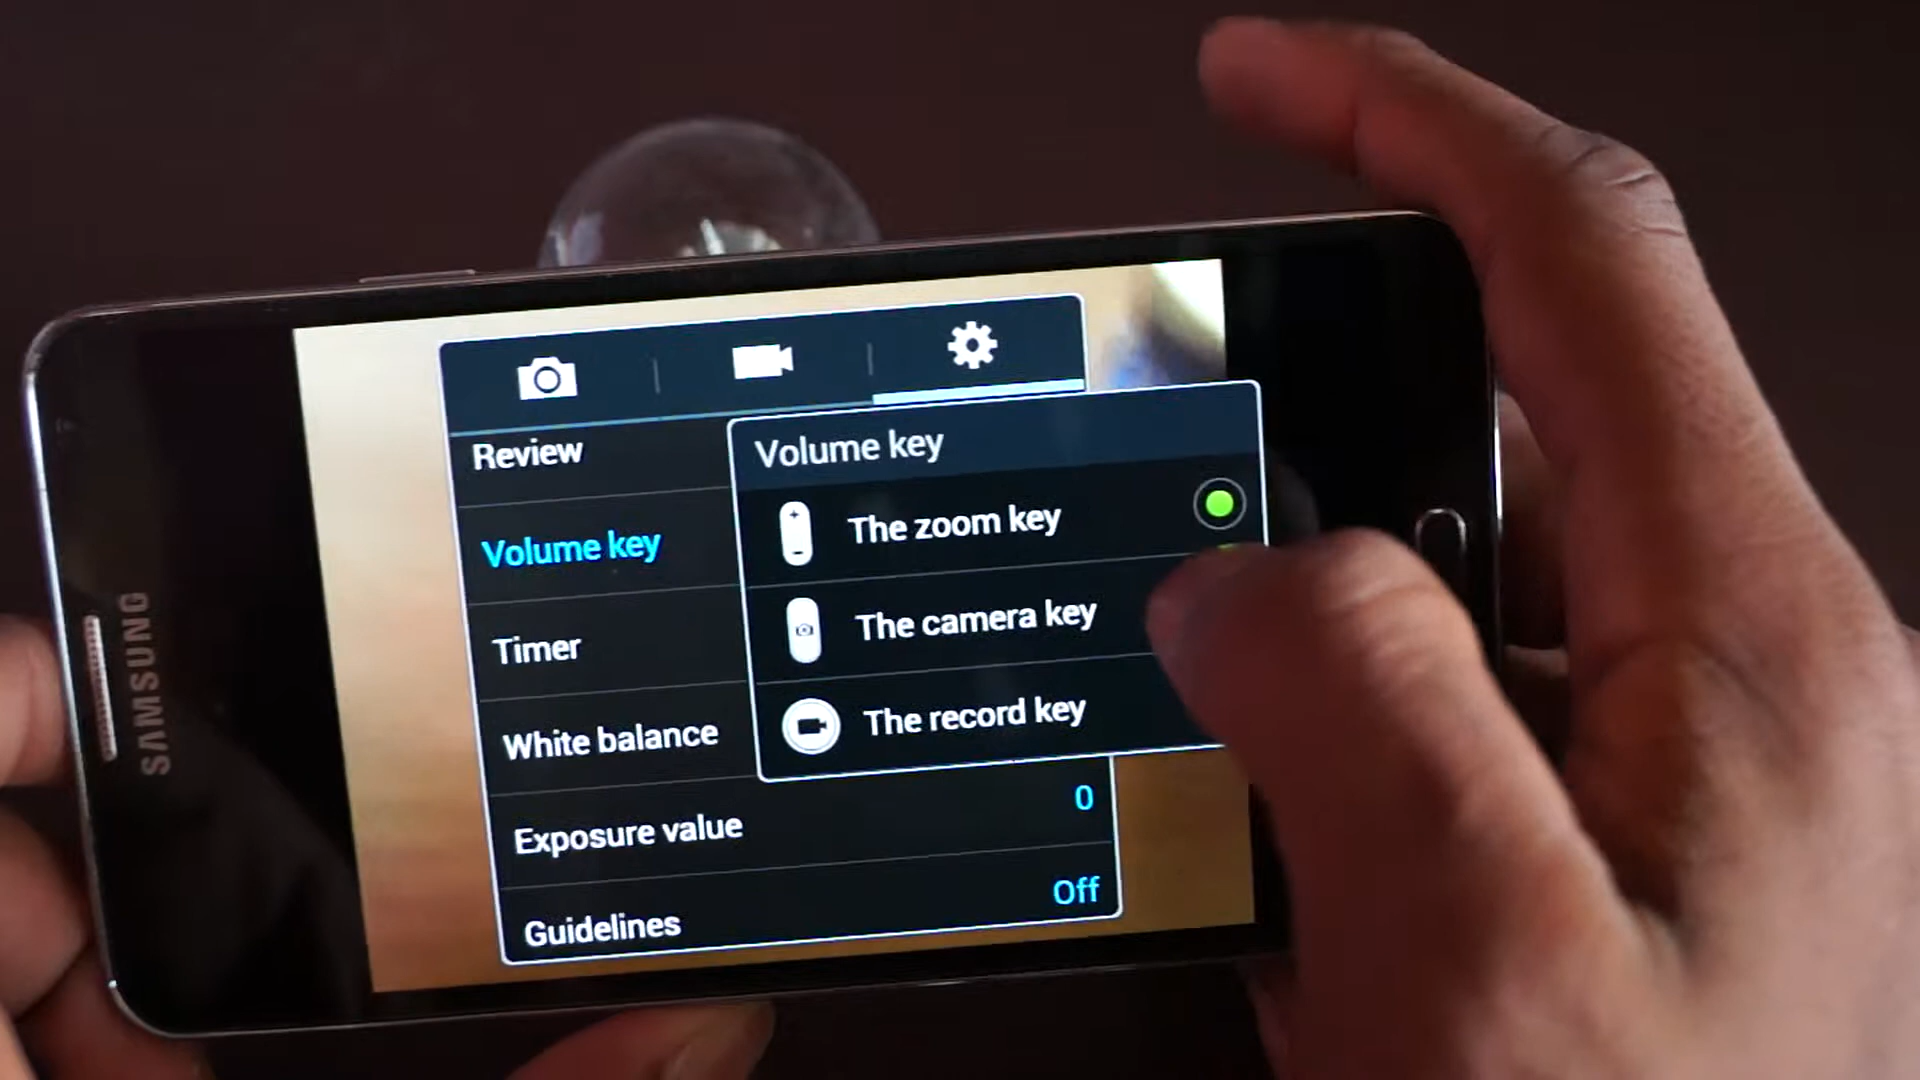 SAMSUNG
Review
Volume key
Timer
White balance
Exposure value
0
Guidelines
Off
Volume key
The zoom key
The camera key
The record key